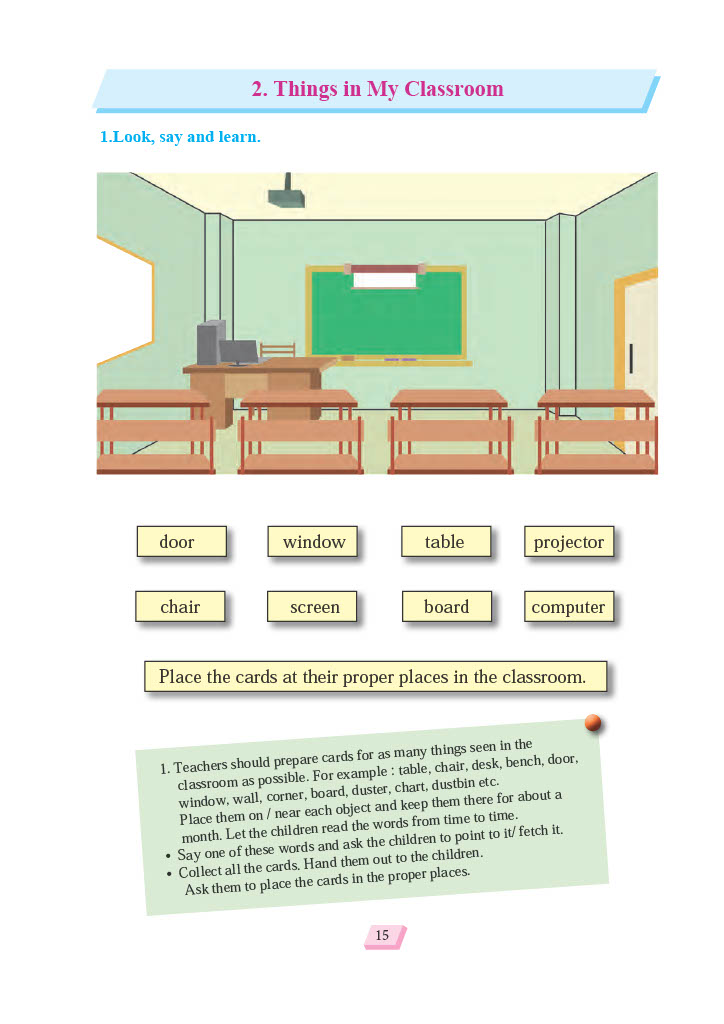 2. Things in My Classroom
1.Look, say and learn.
door window table projector
chair screen board computer
Place the cards at their proper places in the classroom.
1. Teachers should prepare cards for as many things seen in the
classroom as possible. For example : table, chair, desk, bench, door,
window, wall, corner, board, duster, chart, dustbin etc.
Place them on / near each object and keep them there for about a
month. Let the children read the words from time to time.
• Say one of these words and ask the children to point to it/ fetch it.
• Collect all the cards. Hand them out to the children.
Ask them to place the cards in the proper places.
15